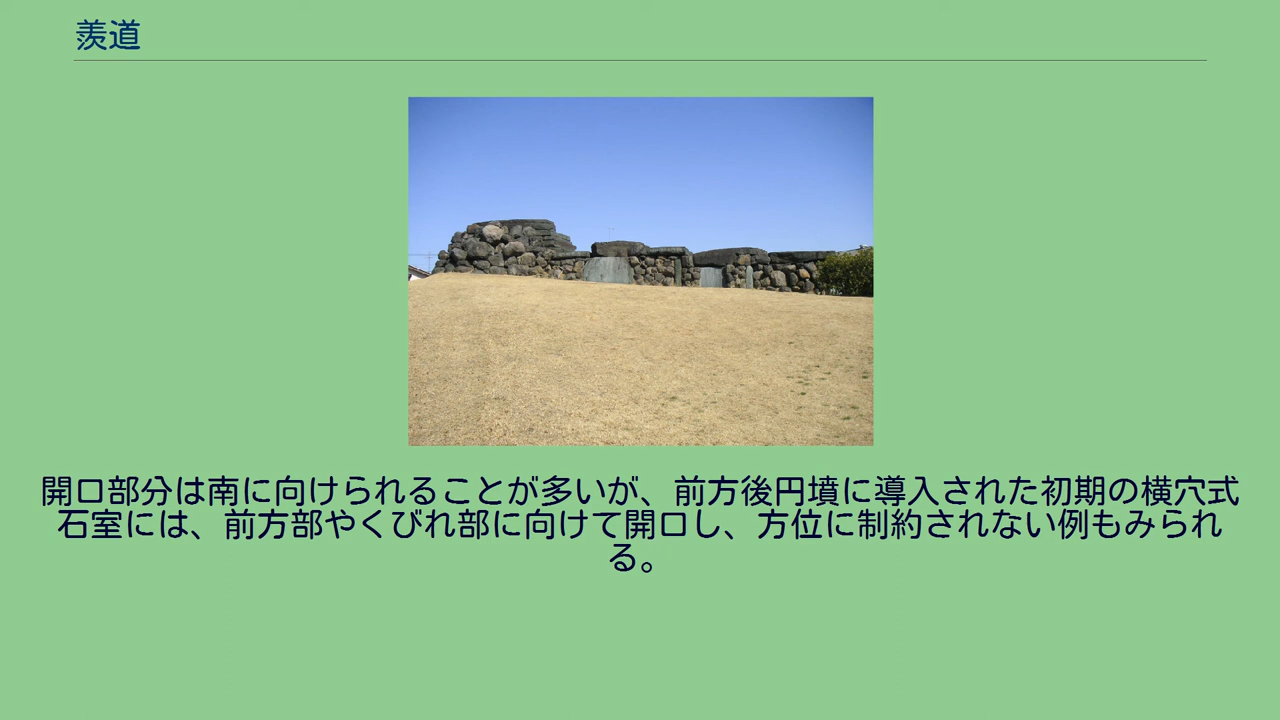 羨道
開口部分は南に向けられることが多いが、前方後円墳に導入された初期の横穴式
石室には、前方部やくびれ部に向けて開口し、方位に制約されない例もみられ
る。